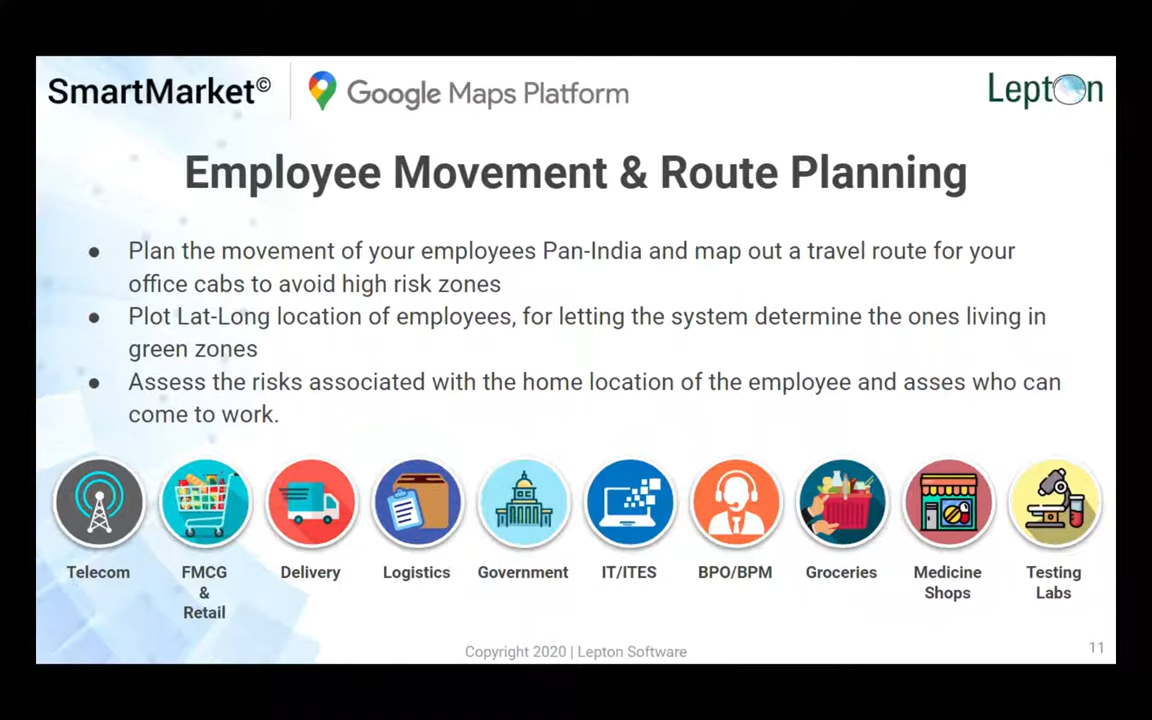 SmartMarket©
Google Maps Platform
Lepton
Employee Movement & Route Planning
● Plan the movement of your employees Pan-India and map out a travel route for your
office cabs to avoid high risk zones
● Plot Lat-Long location of employees, for letting the system determine the ones living in
green zones
● Assess the risks associated with the home location of the employee and asses who can
come to work.
Telecom
FMCG
&
Retail
Delivery
Logistics
Government
IT/ITES
BPO/BPM
Groceries
Medicine
Shops
Testing
Labs
Copyright 2020 | Lepton Software
11